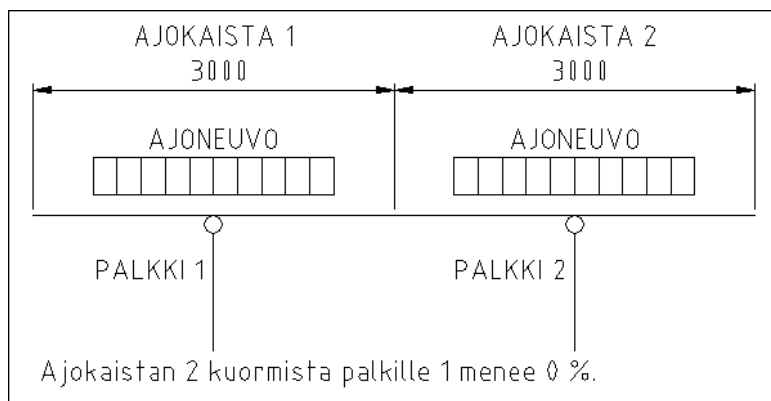 AJOKAISTA 1 AJOKAISTA 2
3000 3000
AJONEUVO AJONEUVO
PALKKI 1 PALKKI 2
Ajokaistan 2 kuormista palkille 1 menee 0 %.